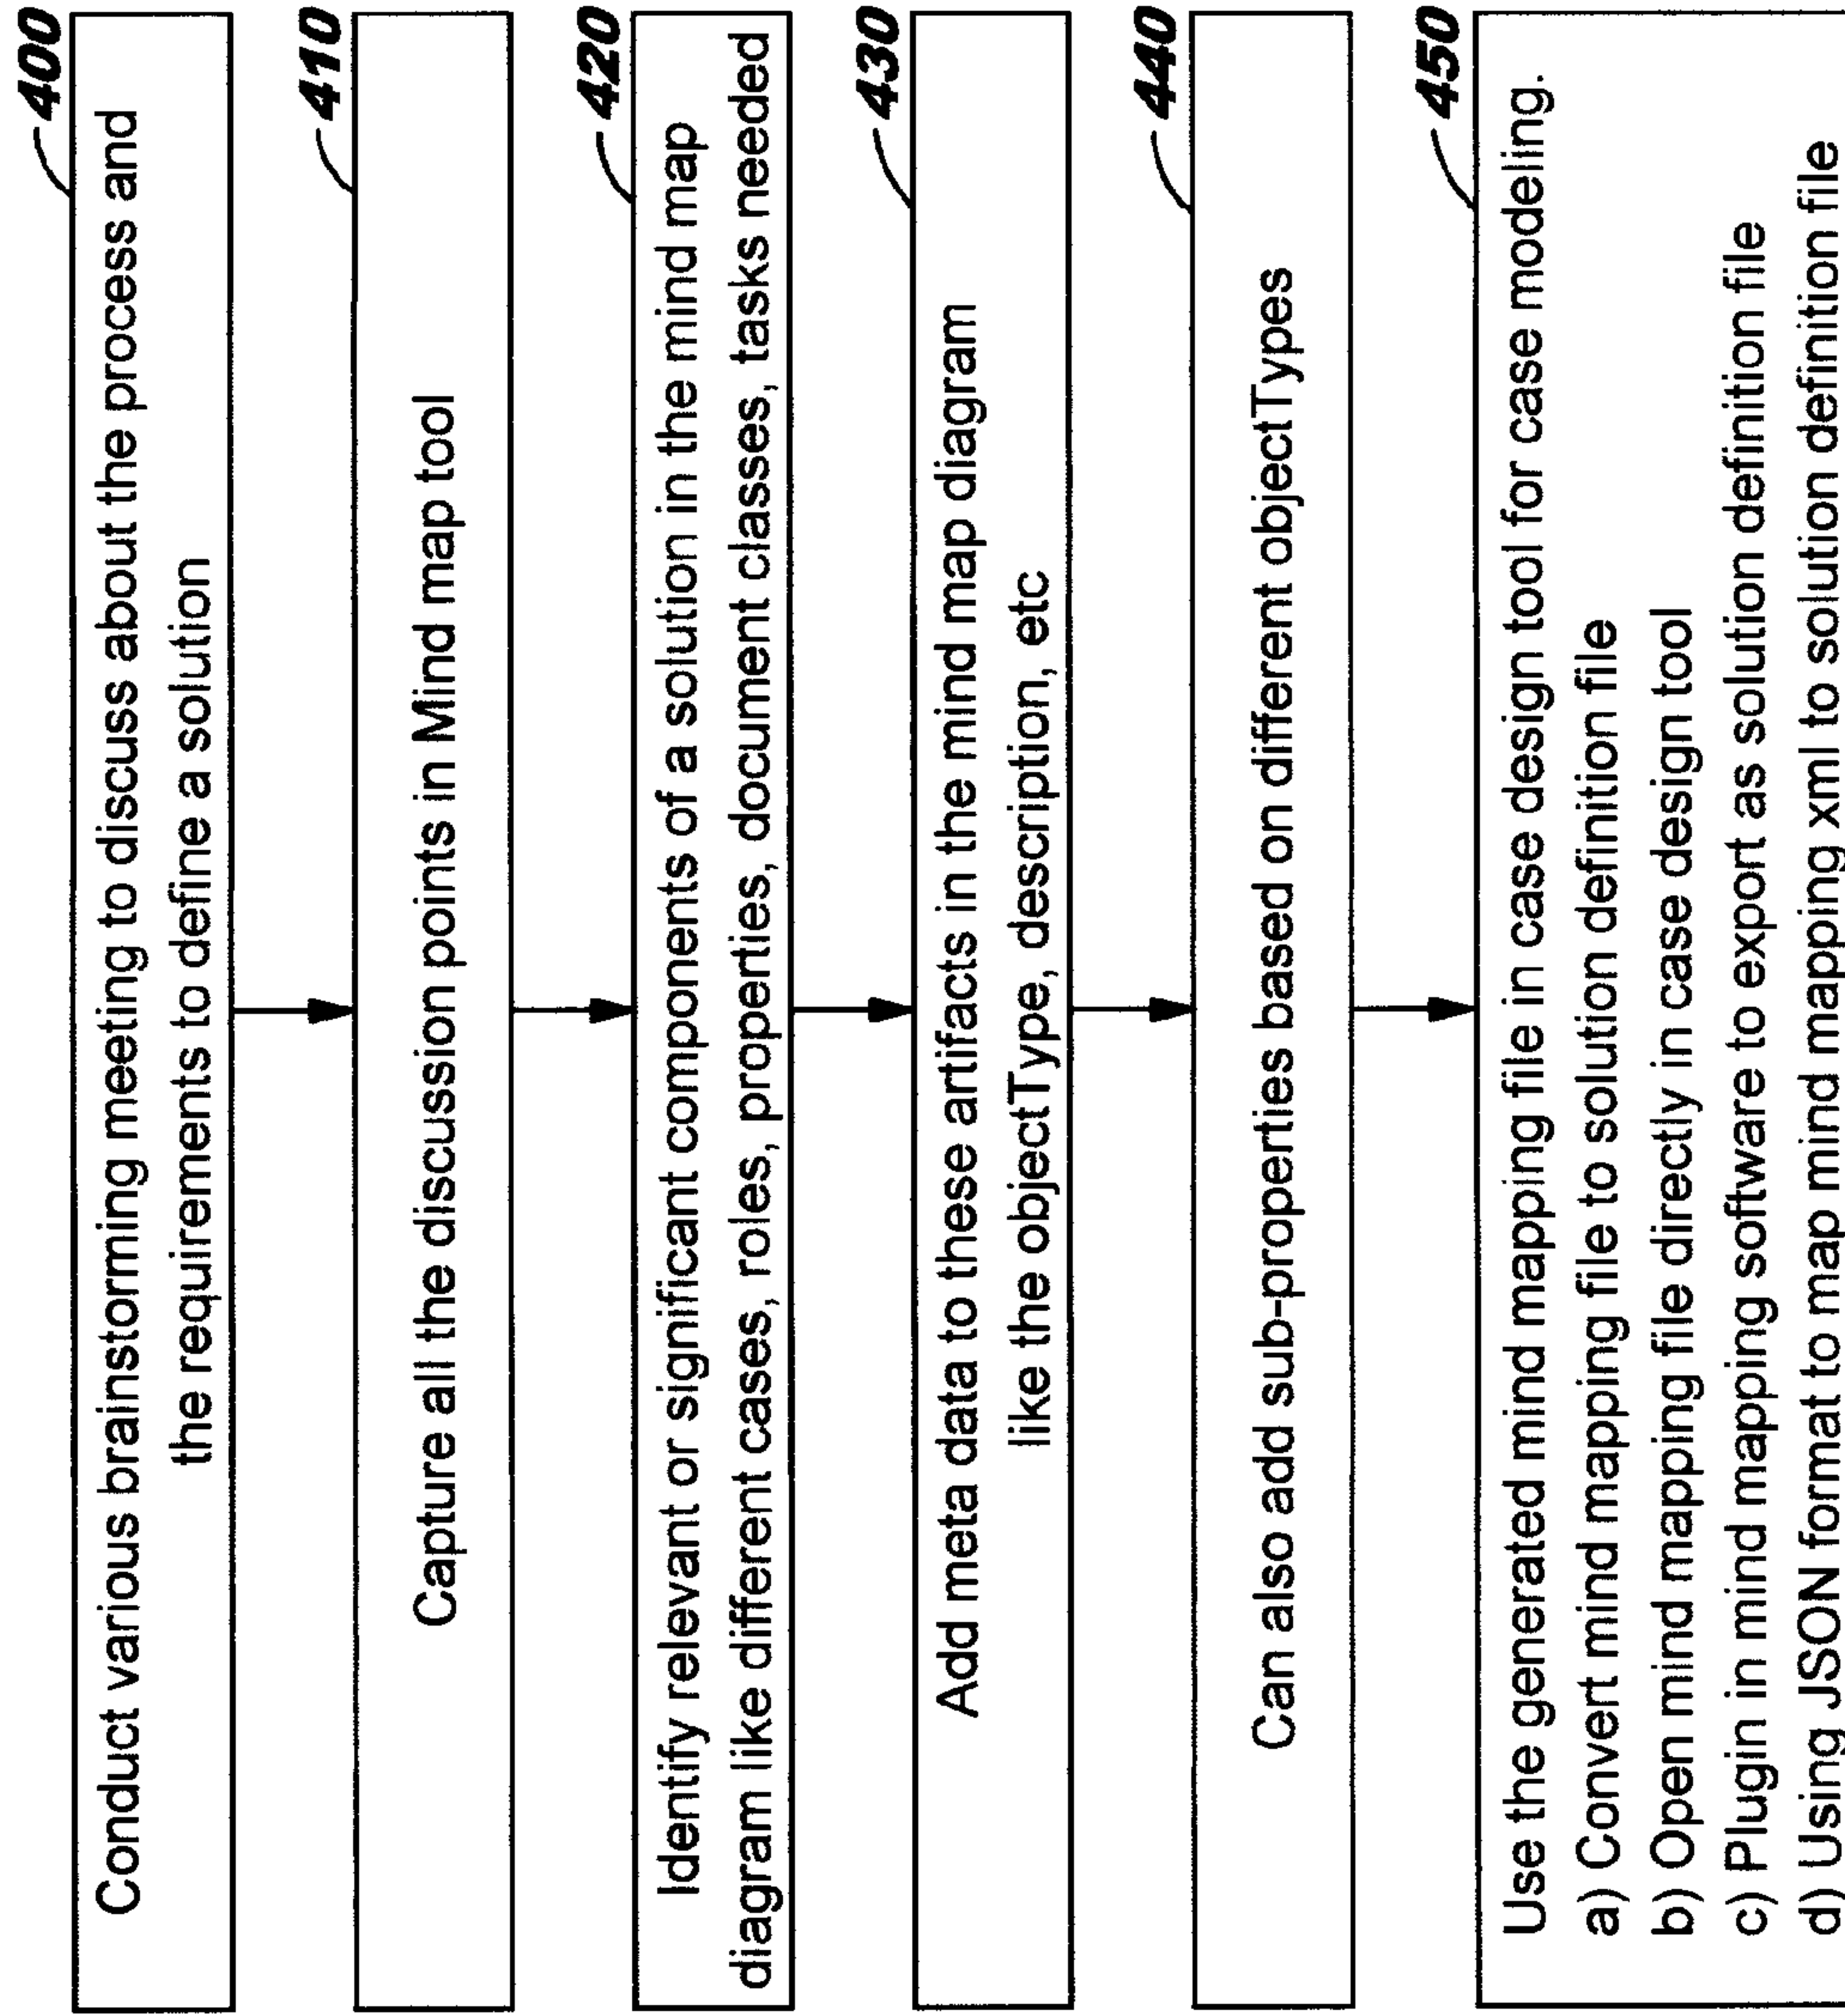 400
Conduct various brainstorming meeting to discuss about the process and
the requirements to define a solution
410
Capture all the discussion points in Mind map tool
420
Identify relevant or significant components of a solution in the mind map
diagram like different cases, roles, properties, document classes, tasks needed
430
Add meta data to these artifacts in the mind map diagram
like the objectType, description, etc
440
Can also add sub-properties based on different objectTypes
450
Use the generated mind mapping file in case design tool for case modeling.
a) Convert mind mapping file to solution definition file
b) Open mind mapping file directly in case design tool
c) Plugin in mind mapping software to export as solution definition file
d) Using JSON format to map mind mapping xml to solution definition file